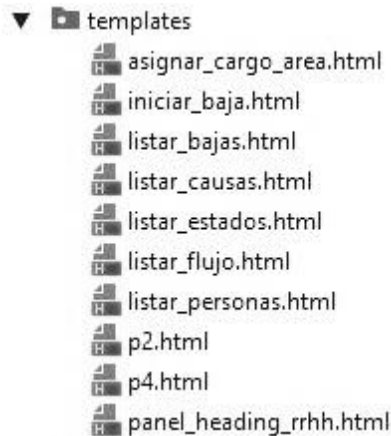 templates
asignar_cargo_area.html
iniciar_baja.html
listar_bajas.html
listar_causas.html
listar_estados.html
listar_flujo.html
listar_personas.html
p2.html
p4.html
panel_heading_rrhh.html